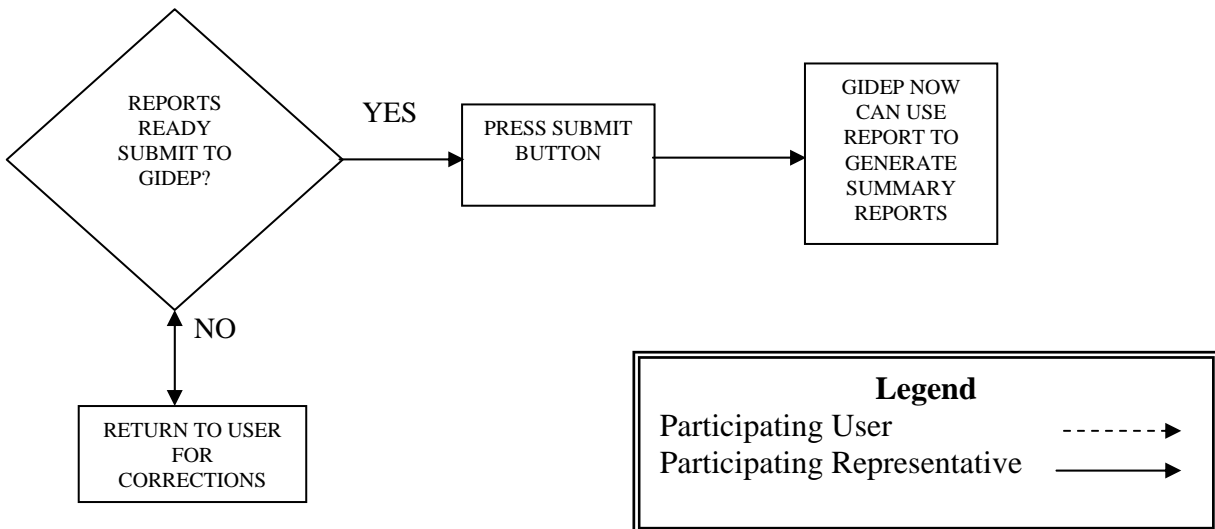 REPORTS
READY
SUBMIT TO
GIDEP?
YES
PRESS SUBMIT
BUTTON
GIDEP NOW
CAN USE
REPORT TO
GENERATE
SUMMARY
REPORTS
NO
RETURN TO USER
FOR
CORRECTIONS
Legend
Participating User
Participating Representative